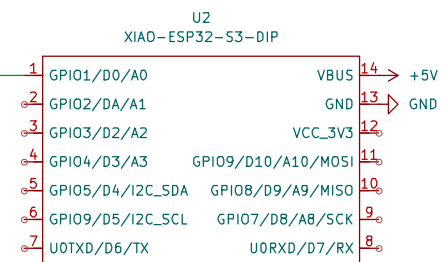 U2
XIAO-ESP32-S3-DIP
1 GPIO1/D0/A0 VBUS 14 +5V
2 GPIO2/DA/A1 GND 13 GND
3 GPIO3/D2/A2 VCC_3V3 12
4 GPIO4/D3/A3 GPIO9/D10/A10/MOSI 11
5 GPIO5/D4/I2C_SDA GPIO8/D9/A9/MISO 10
6 GPIO9/D5/I2C_SCL GPIO7/D8/A8/SCK 9
7 U0TXD/D6/TX U0RXD/D7/RX 8